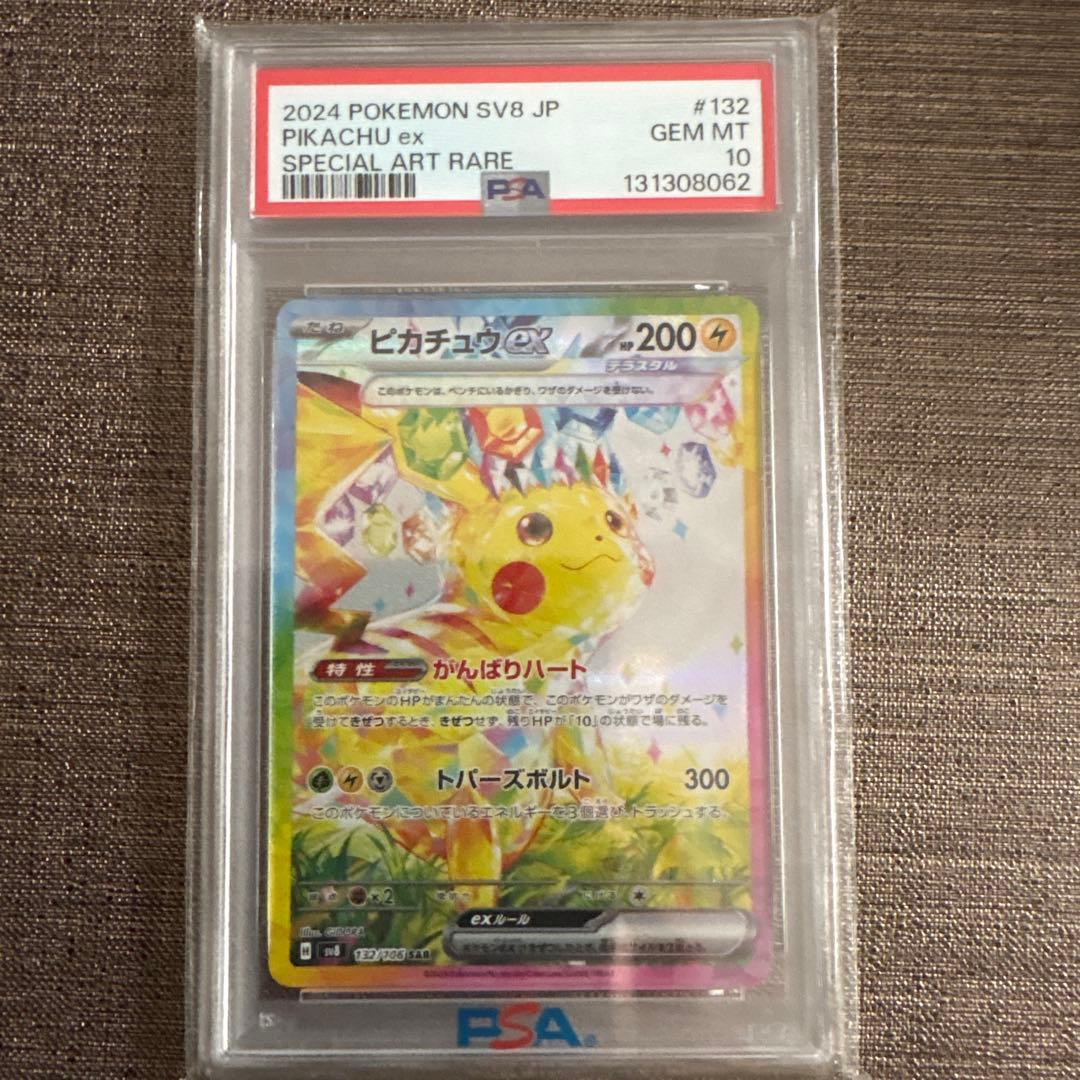 2024 POKEMON SV8 JP #132
PIKACHU ex GEM MT
SPECIAL ART RARE 10
PSA 131308062
たね ピカチュウex HP 200
テラスタル
このポケモンは、ベンチにいるかぎり、ワザのダメージを受けない。
特性 がんばりハート
このポケモンのHPがまんたんの状態で、このポケモンがワザのダメージを
受けてきぜつするとき、きぜつせず、残りHPが「10」の状態で場に残る。
トパーズボルト 300
このポケモンについているエネルギーを3個選び、トラッシュする。
×2
exルール
illus. GIDORA
H sv8 132/106 SAR
PSA